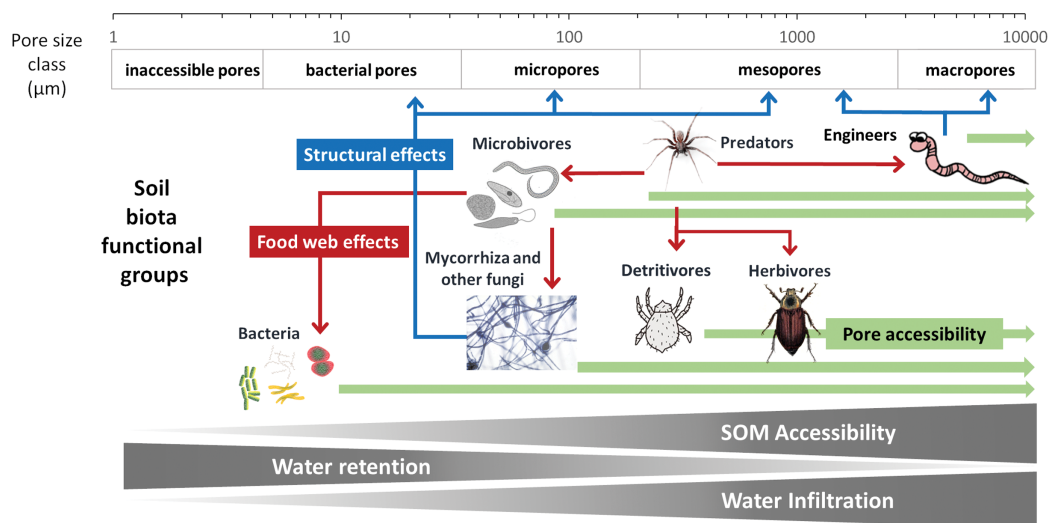 Pore size
class
(µm)
1 10 100 1000 10000
inaccessible pores bacterial pores micropores mesopores macropores
Structural effects
Microbivores
Predators
Engineers
Soil
biota
functional
groups
Food web effects
Mycorrhiza and
other fungi
Detritivores
Herbivores
Bacteria
Pore accessibility
SOM Accessibility
Water retention
Water Infiltration